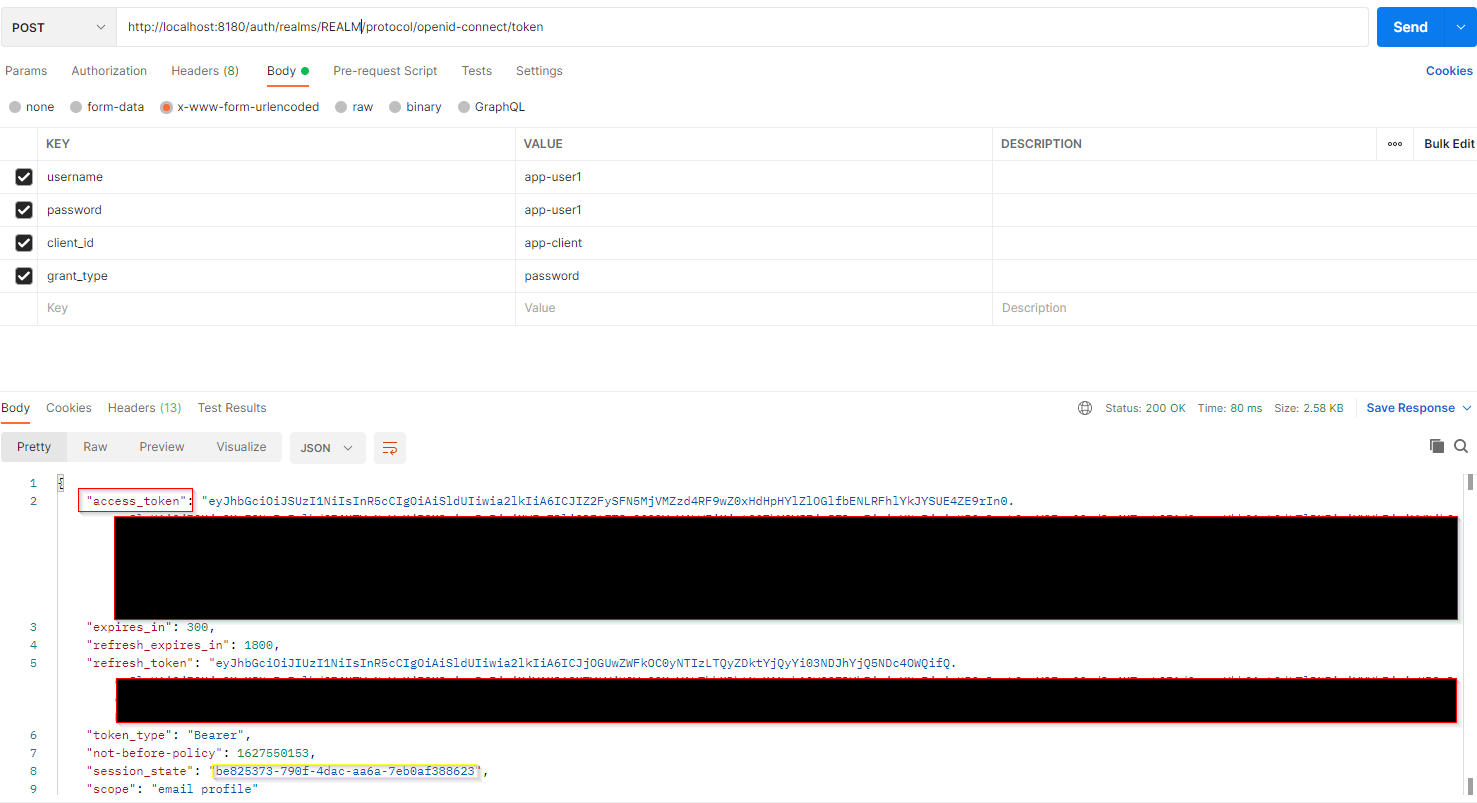 POST http://localhost:8180/auth/realms/REALM/protocol/openid-connect/token Send
Params Authorization Headers (8) Body Pre-request Script Tests Settings Cookies
none form-data x-www-form-urlencoded raw binary GraphQL
KEY VALUE DESCRIPTION ooo Bulk Edit
username app-user1
password app-user1
client_id app-client
grant_type password
Key Value Description
Body Cookies Headers (13) Test Results Status: 200 OK Time: 80 ms Size: 2.58 KB Save Response
Pretty Raw Preview Visualize JSON
1 {
2 "access_token": "eyJhbGciOiJSUzI1NiIsInR5cCIgOiAiSldUIiwia2lkIiA6ICJIZ2FySFN5MjVMZzd4RF9wZ0xHdHpHYlZlOGlfbENLRFhlYkJYSUE4ZE9rIn0.
3 "expires_in": 300,
4 "refresh_expires_in": 1800,
5 "refresh_token": "eyJhbGciOiJIUzI1NiIsInR5cCIgOiAiSldUIiwia2lkIiA6ICJjOGUwZWFkOC0yNTIzLTQyZDktYjQyYi03NDJhYjQ5NDc4OWQifQ.
6 "token_type": "Bearer",
7 "not-before-policy": 1627550153,
8 "session_state": "be825373-790f-4dac-aa6a-7eb0af388623",
9 "scope": "email profile"